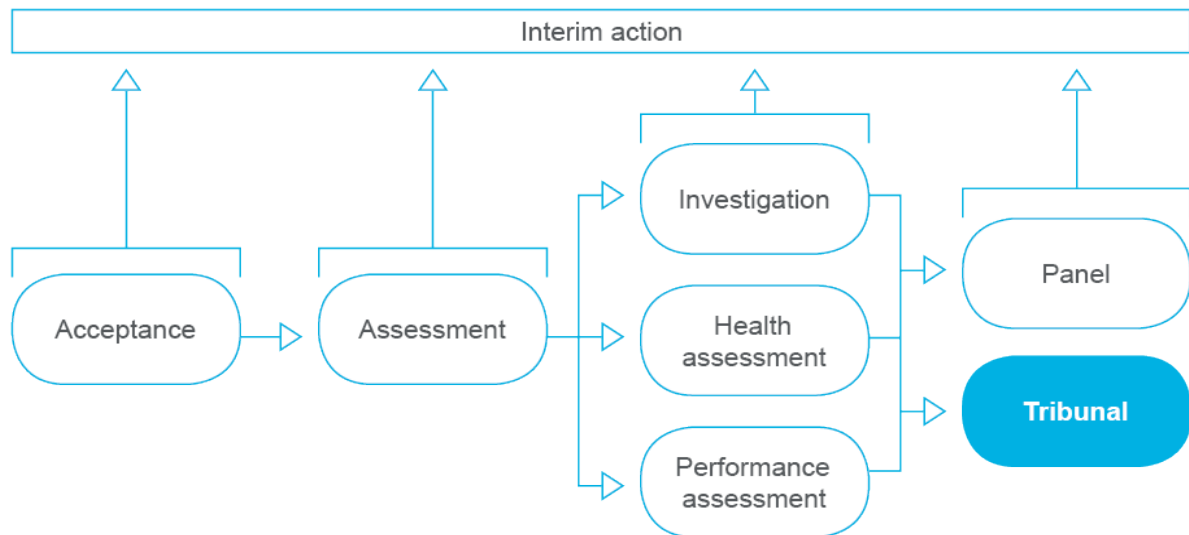 Interim action
Acceptance
Assessment
Investigation
Health
assessment
Performance
assessment
Panel
Tribunal